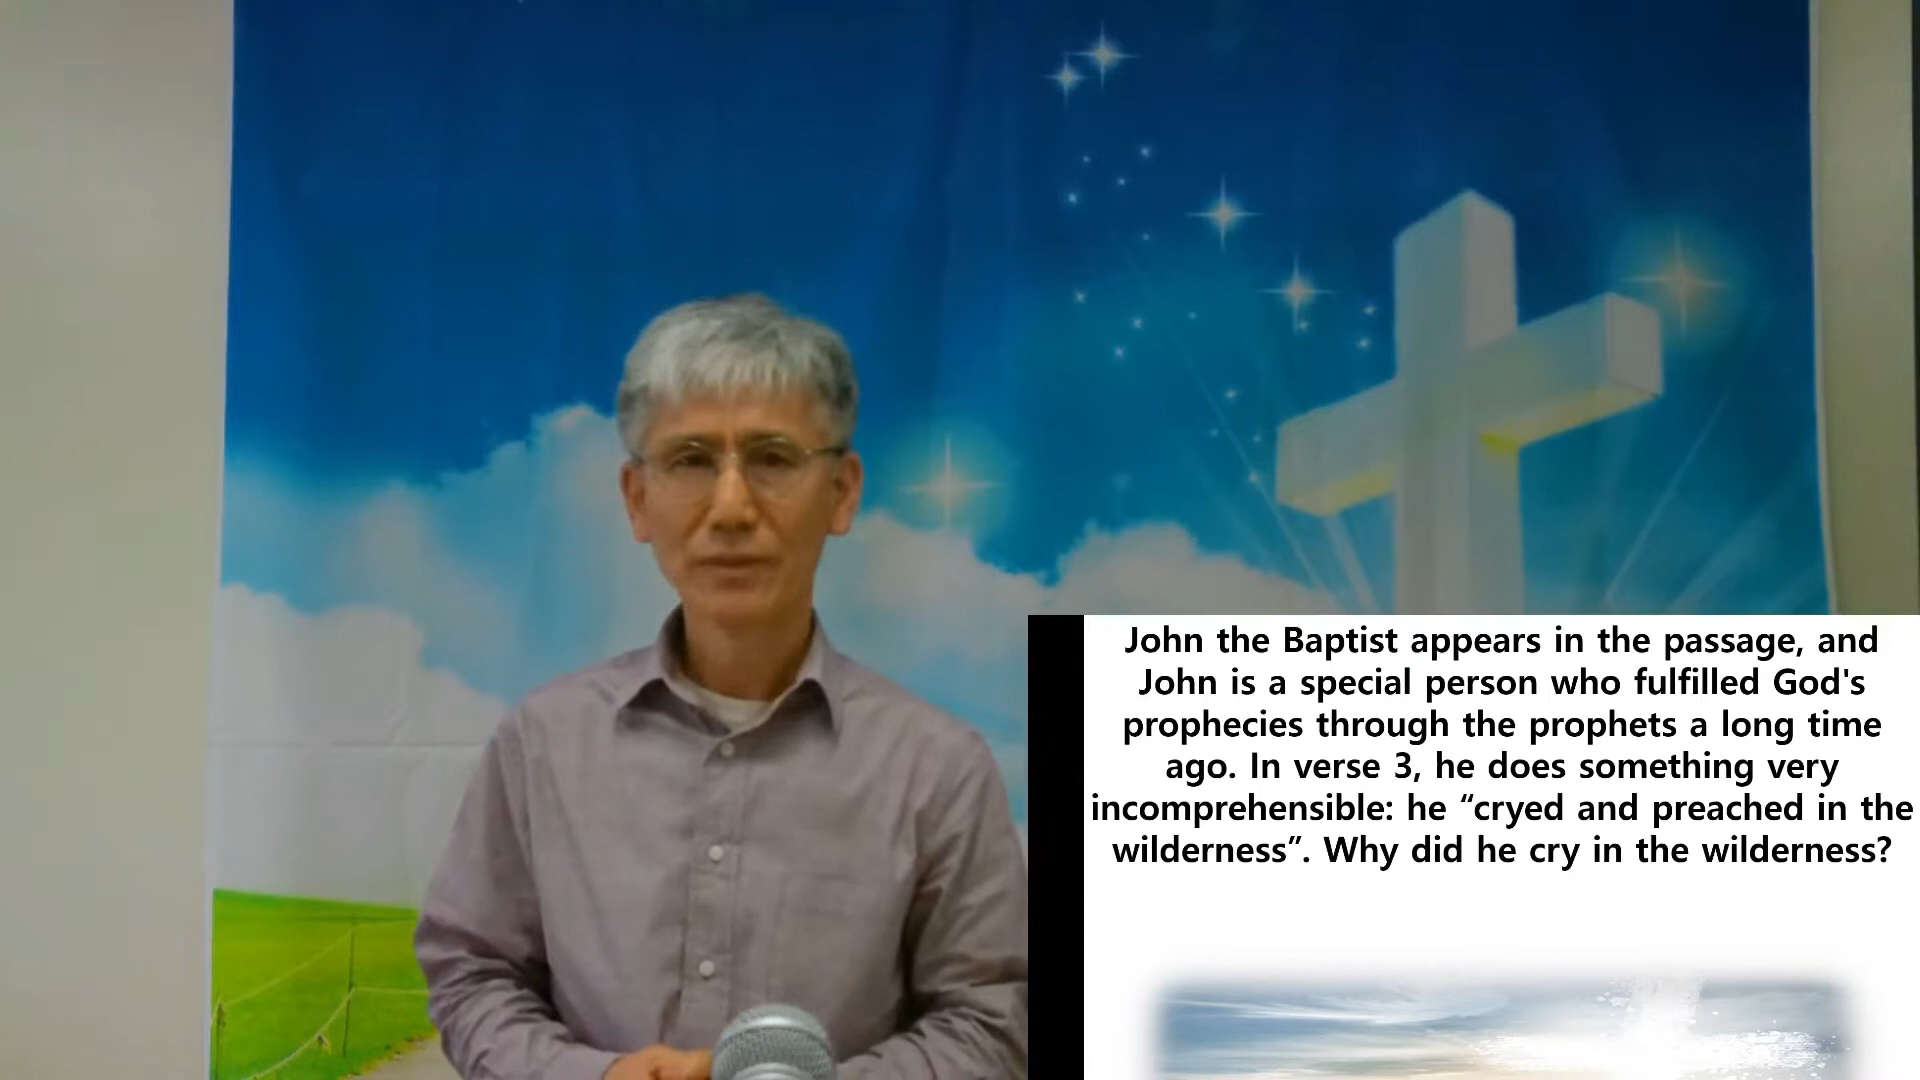 John the Baptist appears in the passage, and
John is a special person who fulfilled God's
prophecies through the prophets a long time
ago. In verse 3, he does something very
incomprehensible: he “cryed and preached in the
wilderness”. Why did he cry in the wilderness?